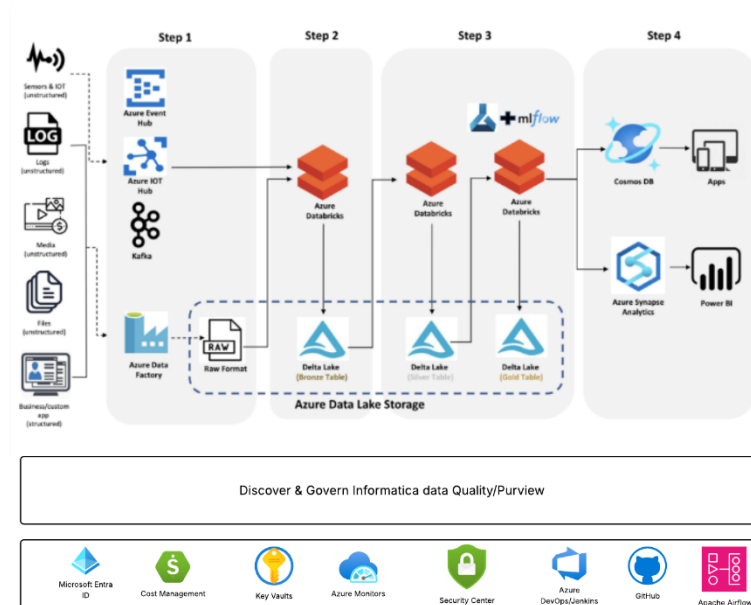 Step 1
Step 2
Step 3
Step 4
Sensors & IOT
(unstructured)
LOG
Logs
(unstructured)
Media
(unstructured)
Files
(unstructured)
Business/custom
app
(structured)
Azure Event
Hub
Azure IOT
Hub
Kafka
Azure Data
Factory
RAW
Raw Format
Azure
Databricks
Delta Lake
(Bronze Table)
Azure
Databricks
Delta Lake
(Silver Table)
mlflow
Azure
Databricks
Delta Lake
(Gold Table)
Azure Data Lake Storage
Cosmos DB
Apps
Azure Synapse
Analytics
Power BI
Discover & Govern Informatica data Quality/Purview
Microsoft Entra
ID
Cost Management
Key Vaults
Azure Monitors
Security Center
Azure
DevOps/Jenkins
GitHub
Apache Airflow